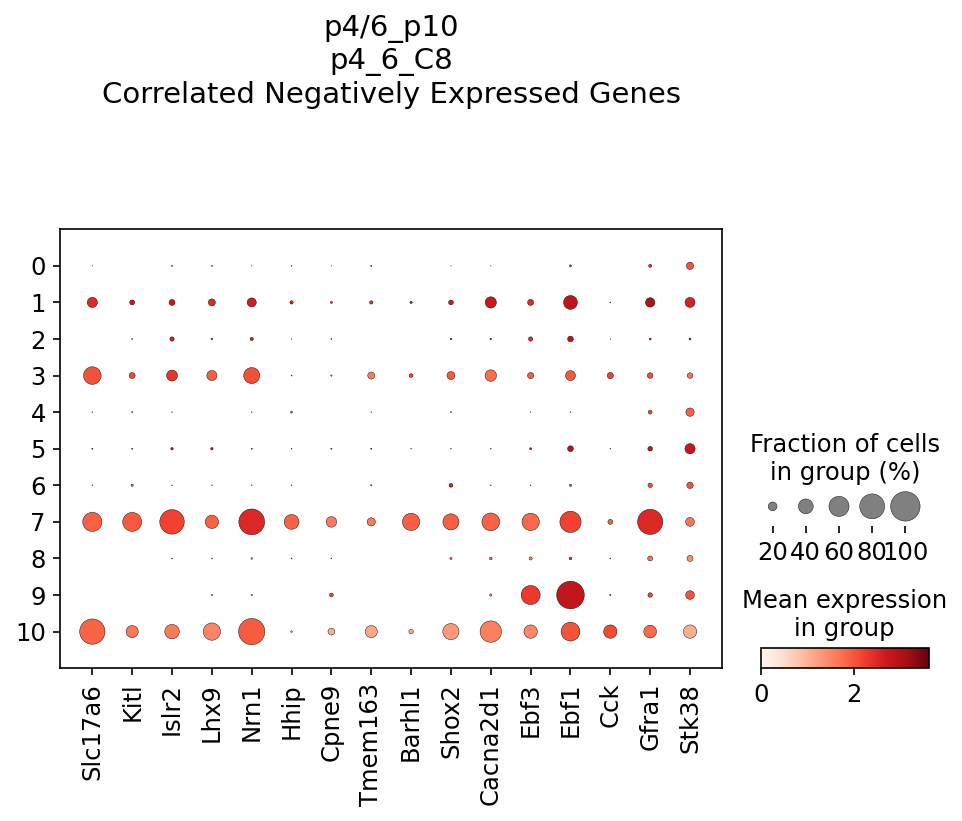 p4/6_p10
p4_6_C8
Correlated Negatively Expressed Genes
0
1
2
3
4
5
6
7
8
9
10
Slc17a6
Kitl
Islr2
Lhx9
Nrn1
Hhip
Cpne9
Tmem163
Barhl1
Shox2
Cacna2d1
Ebf3
Ebf1
Cck
Gfra1
Stk38
Fraction of cells
in group (%)
20 40 60 80 100
Mean expression
in group
0 2